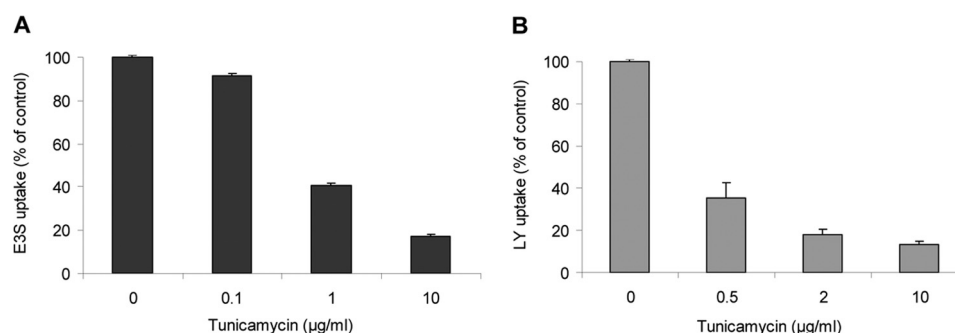 A
E3S uptake (% of control)
100
80
60
40
20
0
0 0.1 1 10
Tunicamycin (µg/ml)
B
LY uptake (% of control)
100
80
60
40
20
0
0 0.5 2 10
Tunicamycin (µg/ml)